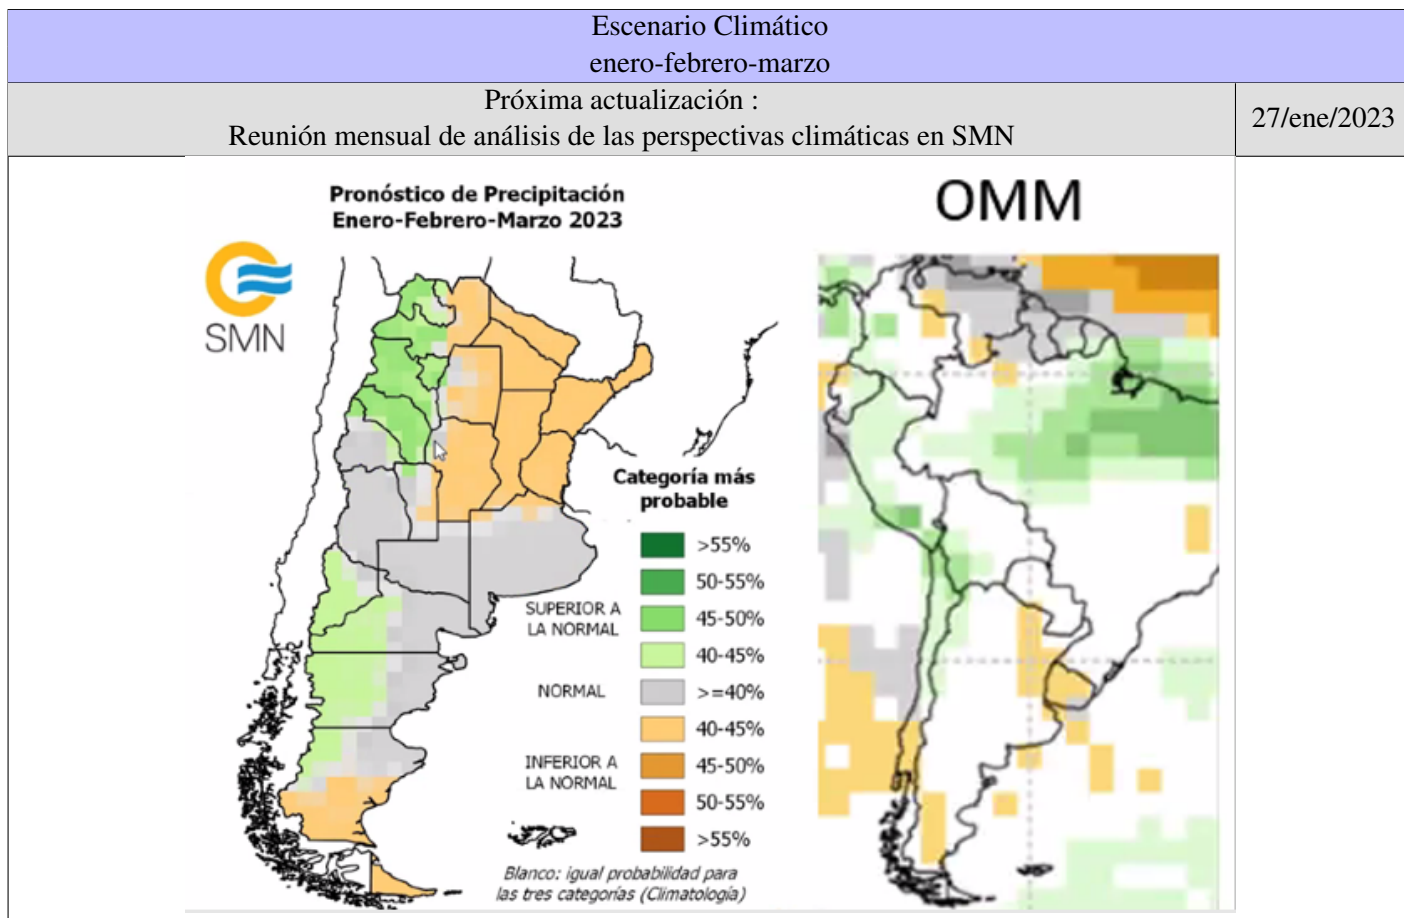 Escenario Climático
enero-febrero-marzo
Próxima actualización :
Reunión mensual de análisis de las perspectivas climáticas en SMN
27/ene/2023
Pronóstico de Precipitación
Enero-Febrero-Marzo 2023
SMN
OMM
Categoría más
probable
>55%
50-55%
SUPERIOR A
LA NORMAL
45-50%
40-45%
NORMAL
>=40%
40-45%
INFERIOR A
LA NORMAL
45-50%
50-55%
>55%
Blanco: igual probabilidad para
las tres categorías (Climatología)